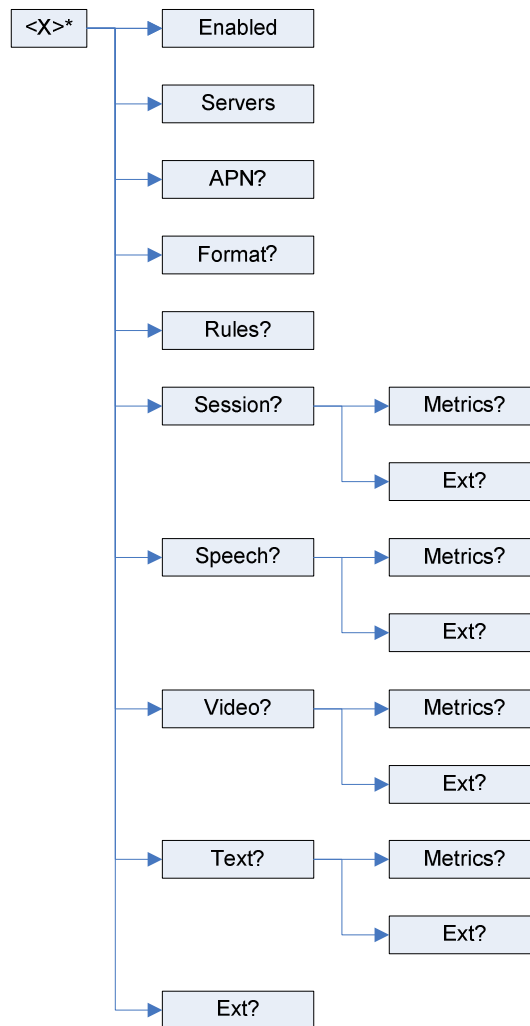 <X>*
Enabled
Servers
APN?
Format?
Rules?
Session?
Metrics?
Ext?
Speech?
Metrics?
Ext?
Video?
Metrics?
Ext?
Text?
Metrics?
Ext?
Ext?